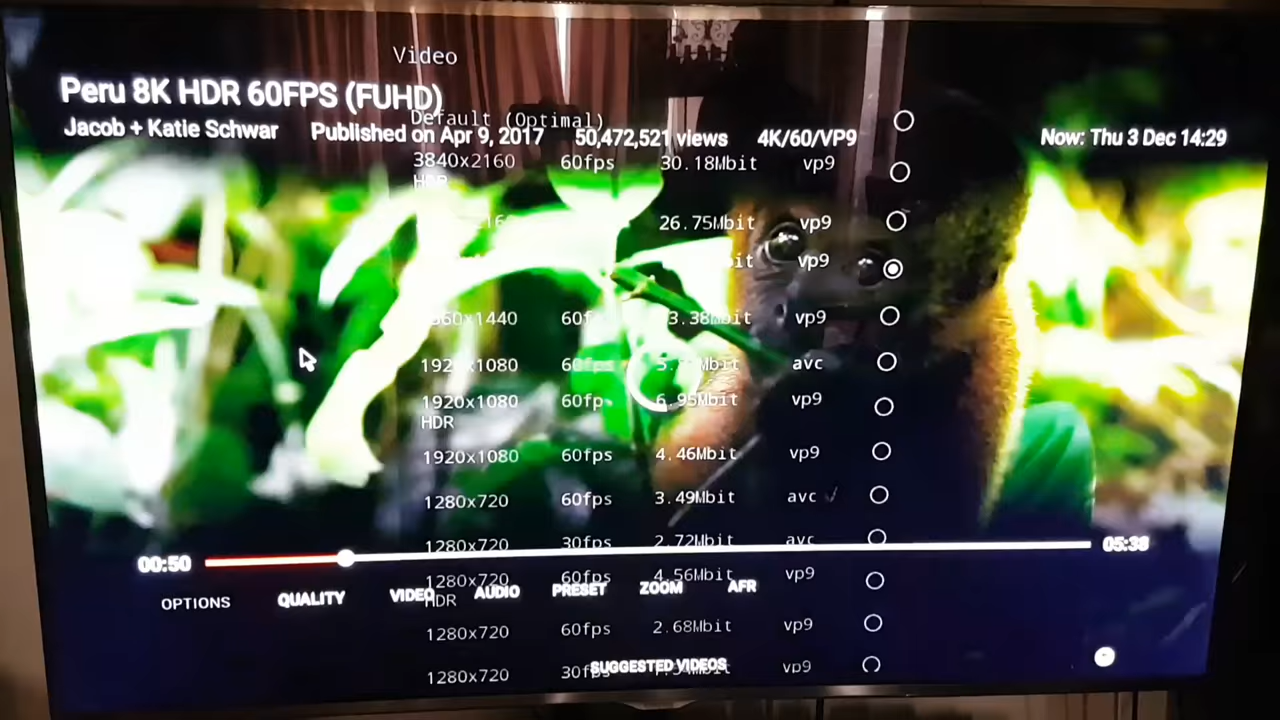 Video
Peru 8K HDR 60FPS (FUHD)
Default (Optimal)
Jacob + Katie Schwar Published on Apr 9, 2017 50,472,521 views 4K/60/VP9 Now: Thu 3 Dec 14:29
3840x2160 60fps 30.18Mbit vp9
HDR
26.75Mbit vp9
vp9
vp9
1920x1080 60fps avc
1920x1080 60fps 6.95Mbit vp9
HDR
1920x1080 60fps 4.46Mbit vp9
1280x720 60fps 3.49Mbit avc
1280x720 30fps 2.72Mbit avc
00:50 05:38
1280x720 60fps 4.56Mbit vp9
HDR
OPTIONS QUALITY VIDEO AUDIO PRESET ZOOM AFR
1280x720 60fps 2.68Mbit vp9
SUGGESTED VIDEOS
1280x720 vp9